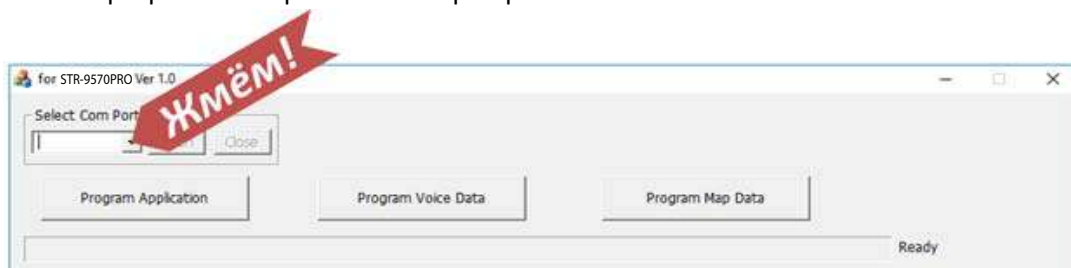 for STR-9570PRO Ver 1.0
Жмём!
Select Com Port
Close
Program Application
Program Voice Data
Program Map Data
Ready